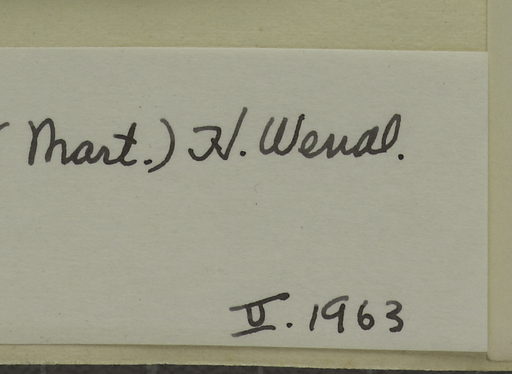 (Mart.) H. Wendl.
II. 1963